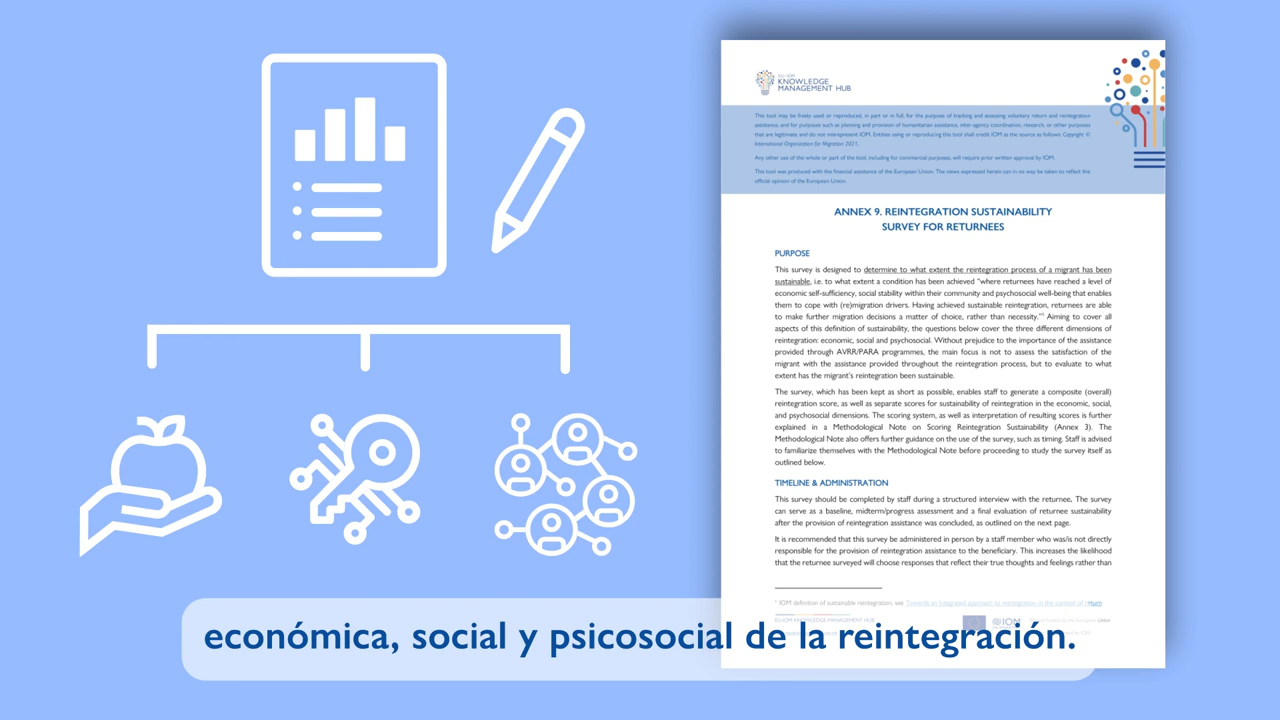 EU-IOM
KNOWLEDGE
MANAGEMENT HUB
This tool may be freely used or reproduced, in part or in full, for the purpose of tracking and assessing voluntary return and reintegration
assistance, and for purposes such as planning and provision of humanitarian assistance, inter-agency coordination, research, or other purposes
that are legitimate and do not misrepresent IOM. Entities using or reproducing this tool shall credit IOM as the source as follows. Copyright ©
International Organization for Migration 2021.
Any other use of the whole or part of the tool, including for commercial purposes, will require prior written approval by IOM.
This tool was produced with the financial assistance of the European Union. The views expressed herein can in no way be taken to reflect the
official opinion of the European Union.
ANNEX 9. REINTEGRATION SUSTAINABILITY
SURVEY FOR RETURNEES
PURPOSE
This survey is designed to determine to what extent the reintegration process of a migrant has been
sustainable, i.e. to what extent a condition has been achieved “where returnees have reached a level of
economic self-sufficiency, social stability within their community and psychosocial well-being that enables
them to cope with (re)migration drivers. Having achieved sustainable reintegration, returnees are able
to make further migration decisions a matter of choice, rather than necessity.”¹ Aiming to cover all
aspects of this definition of sustainability, the questions below cover the three different dimensions of
reintegration: economic, social and psychosocial. Without prejudice to the importance of the assistance
provided through AVRR/PARA programmes, the main focus is not to assess the satisfaction of the
migrant with the assistance provided throughout the reintegration process, but to evaluate to what
extent has the migrant’s reintegration been sustainable.
The survey, which has been kept as short as possible, enables staff to generate a composite (overall)
reintegration score, as well as separate scores for sustainability of reintegration in the economic, social,
and psychosocial dimensions. The scoring system, as well as interpretation of resulting scores is further
explained in a Methodological Note on Scoring Reintegration Sustainability (Annex 3). The
Methodological Note also offers further guidance on the use of the survey, such as timing. Staff is advised
to familiarize themselves with the Methodological Note before proceeding to study the survey itself as
outlined below.
TIMELINE & ADMINISTRATION
This survey should be completed by staff during a structured interview with the returnee. The survey
can serve as a baseline, midterm/progress assessment and a final evaluation of returnee sustainability
after the provision of reintegration assistance was concluded, as outlined on the next page.
It is recommended that this survey be administered in person by a staff member who was/is not directly
responsible for the provision of reintegration assistance to the beneficiary. This increases the likelihood
that the returnee surveyed will choose responses that reflect their true thoughts and feelings rather than
¹ IOM definition of sustainable reintegration, see Towards an Integrated approach to reintegration in the context of return
EU-IOM KNOWLEDGE MANAGEMENT HUB
IOM
European Union
económica, social y psicosocial de la reintegración.